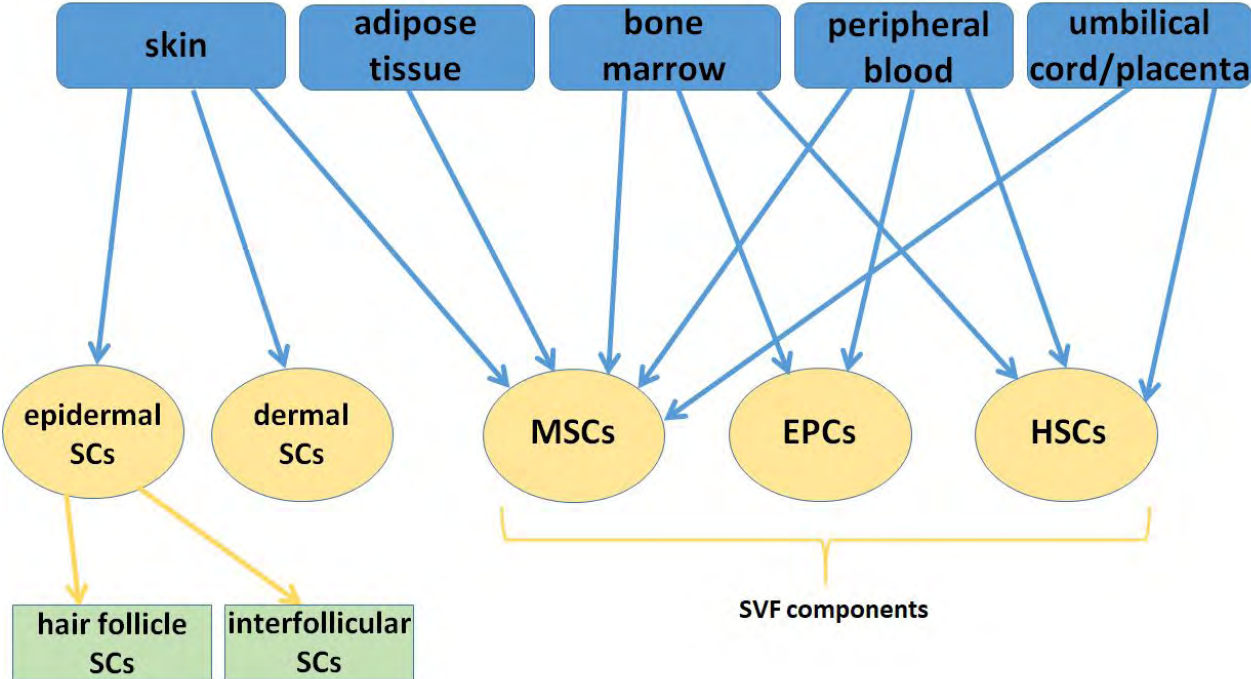 skin
adipose
tissue
bone
marrow
peripheral
blood
umbilical
cord/placenta
epidermal
SCs
dermal
SCs
MSCs
EPCs
HSCs
SVF components
hair follicle
SCs
interfollicular
SCs